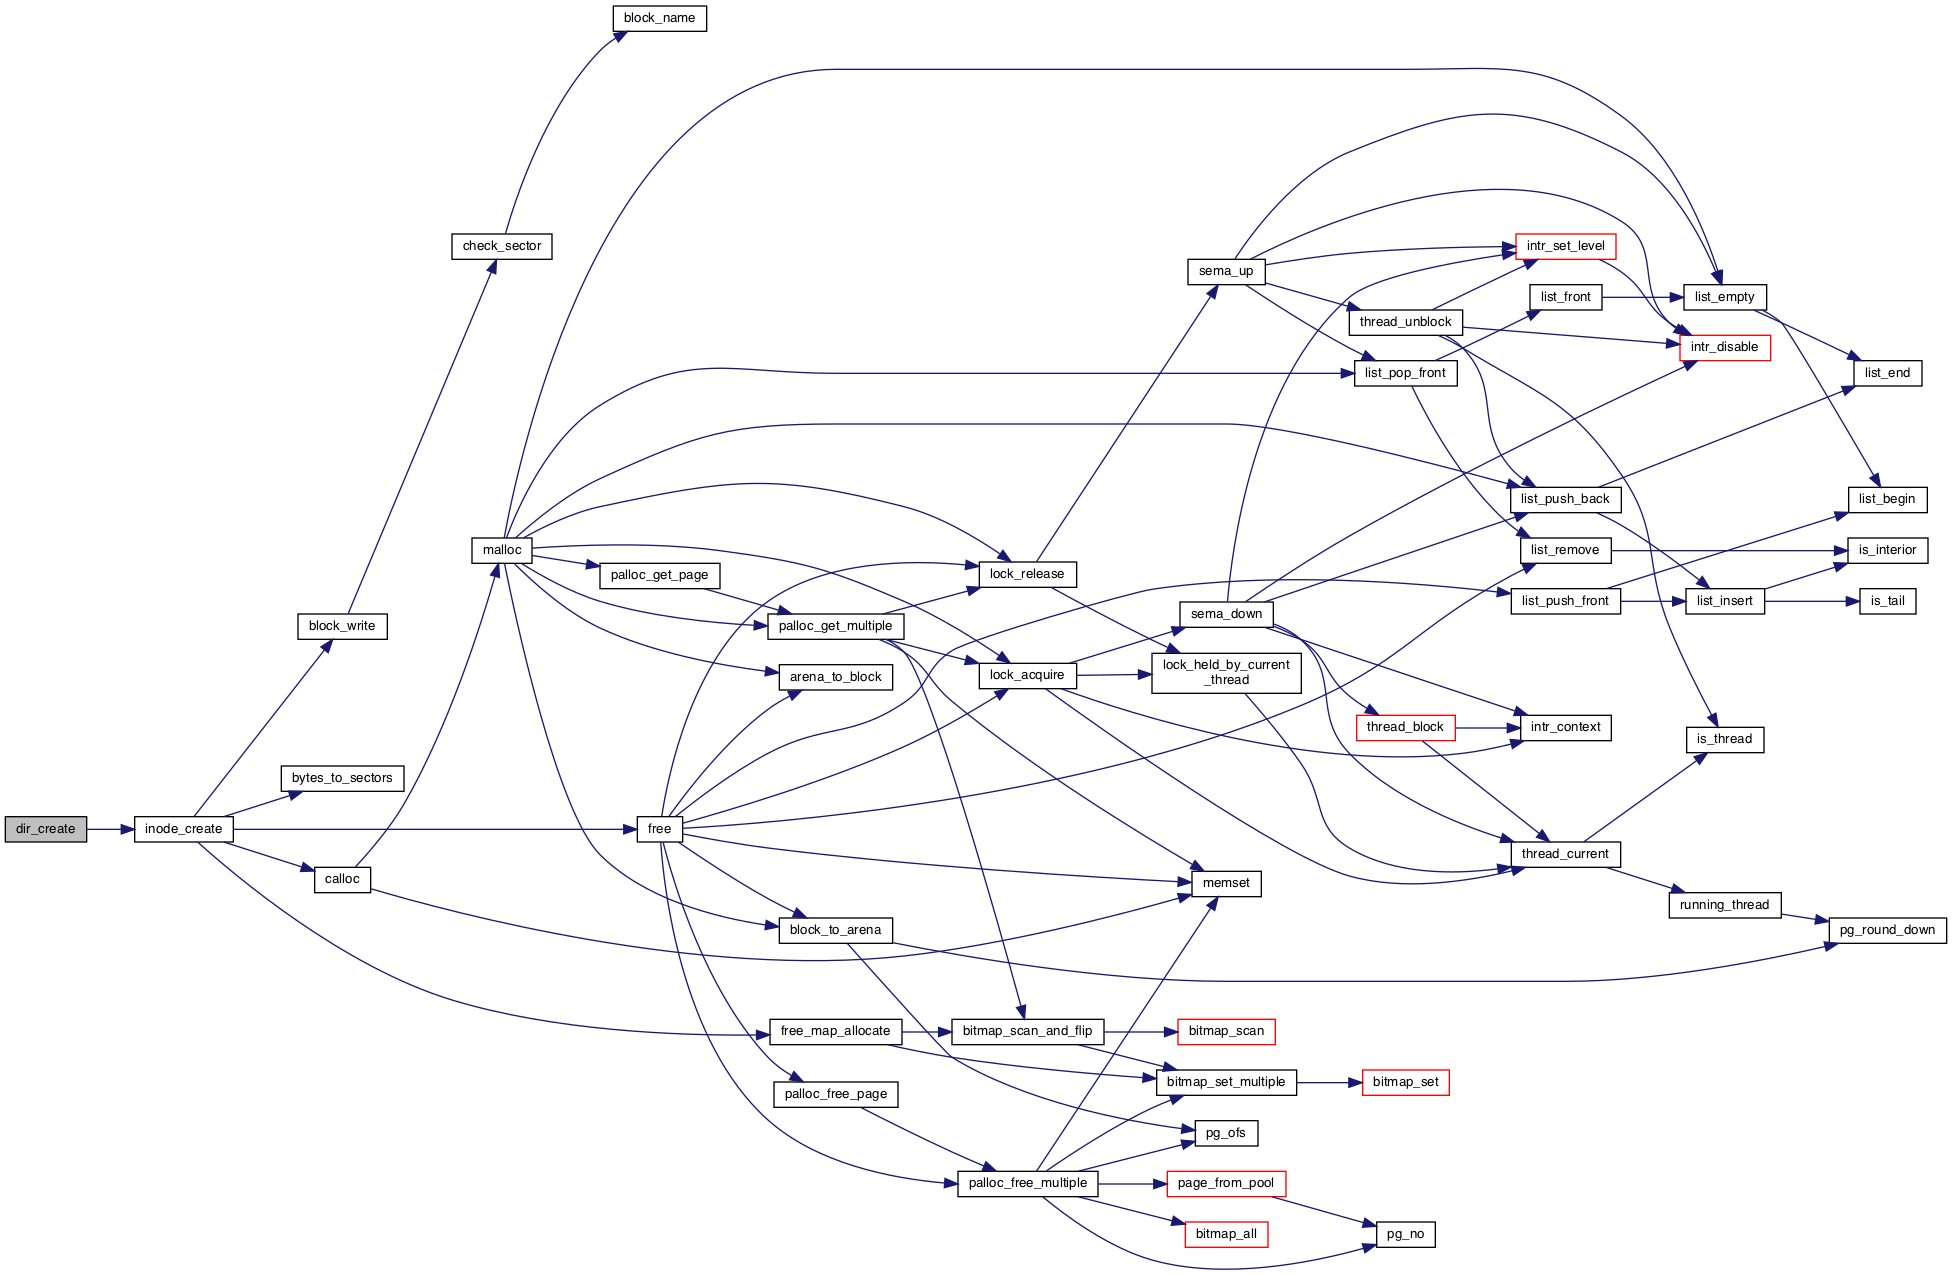 block_name
check_sector
intr_set_level
sema_up
list_front
list_empty
thread_unblock
intr_disable
list_pop_front
list_end
list_push_back
list_begin
malloc
list_remove
is_interior
palloc_get_page
lock_release
list_push_front
list_insert
is_tail
block_write
palloc_get_multiple
sema_down
arena_to_block
lock_acquire
lock_held_by_current
_thread
thread_block
intr_context
is_thread
bytes_to_sectors
dir_create
inode_create
free
thread_current
calloc
memset
running_thread
block_to_arena
pg_round_down
free_map_allocate
bitmap_scan_and_flip
bitmap_scan
bitmap_set_multiple
bitmap_set
palloc_free_page
pg_ofs
palloc_free_multiple
page_from_pool
bitmap_all
pg_no